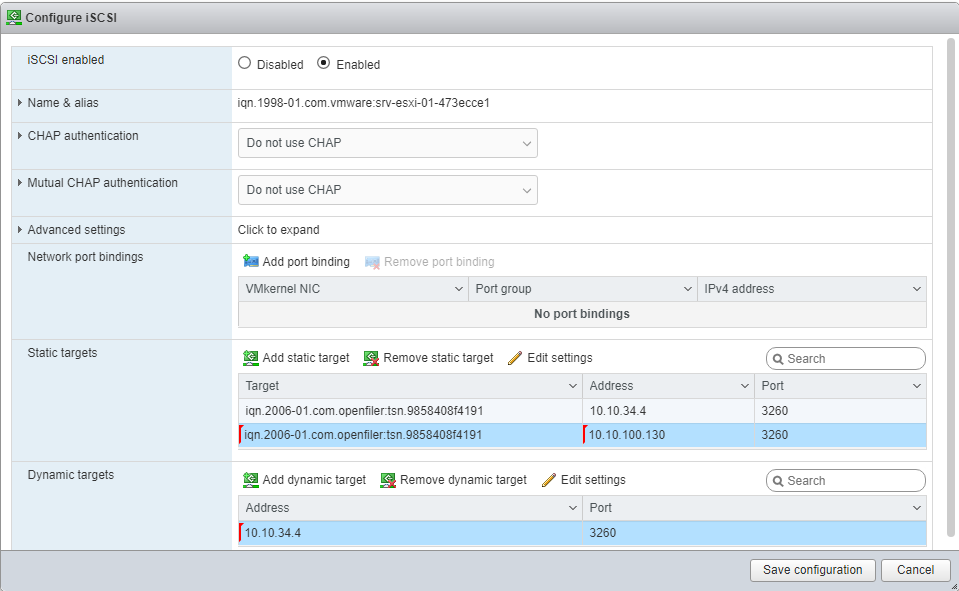 Configure iSCSI
iSCSI enabled
Disabled Enabled
Name & alias iqn.1998-01.com.vmware:srv-esxi-01-473ecce1
CHAP authentication Do not use CHAP
Mutual CHAP authentication Do not use CHAP
Advanced settings Click to expand
Network port bindings
Add port binding Remove port binding
VMkernel NIC Port group IPv4 address
No port bindings
Static targets
Add static target Remove static target Edit settings Search
Target Address Port
iqn.2006-01.com.openfiler:tsn.9858408f4191 10.10.34.4 3260
iqn.2006-01.com.openfiler:tsn.9858408f4191 10.10.100.130 3260
Dynamic targets
Add dynamic target Remove dynamic target Edit settings Search
Address Port
10.10.34.4 3260
Save configuration Cancel